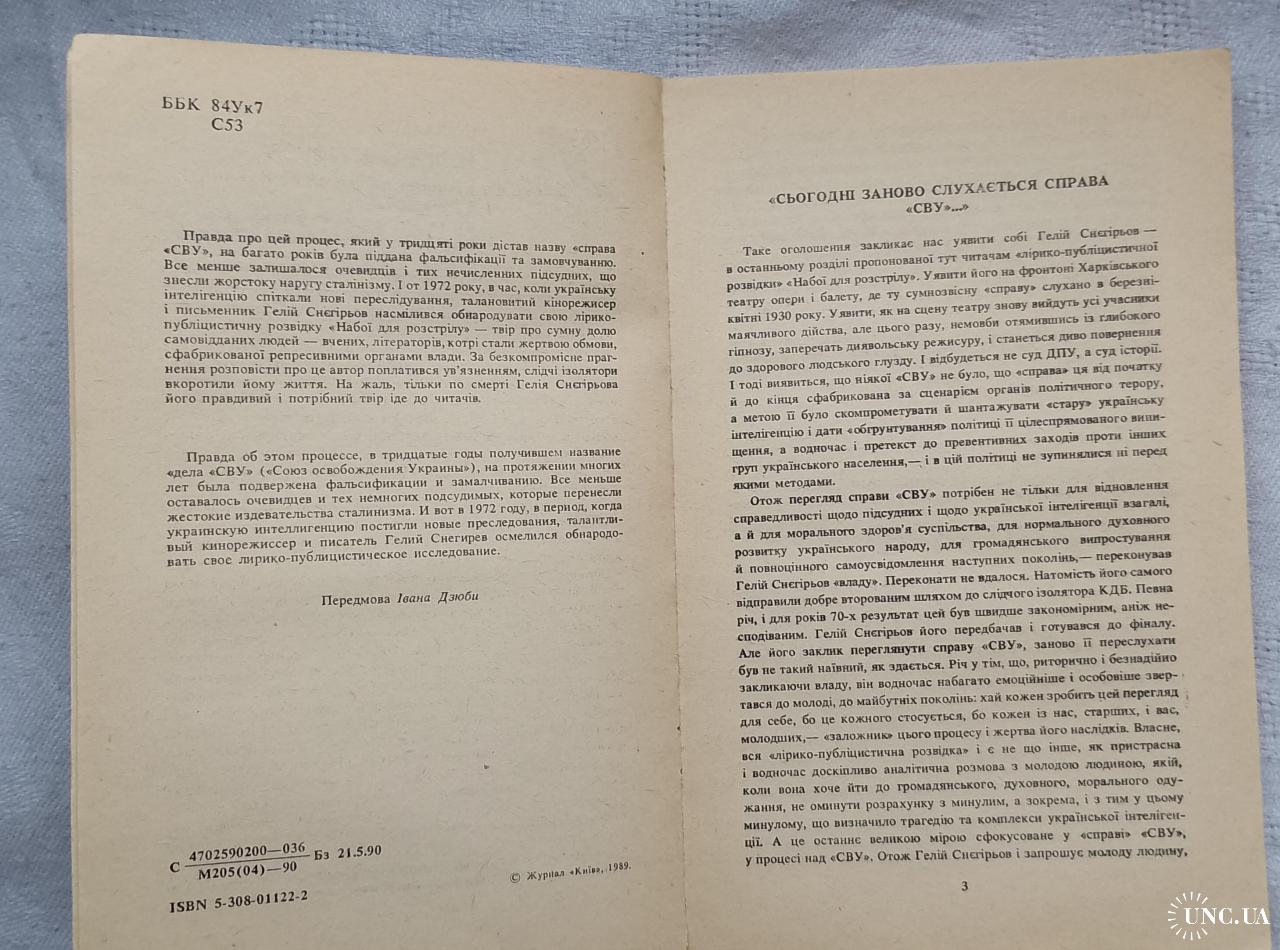 ББК 84Ук7
С53
Правда про цей процес, який у тридцяті роки дістав назву «справа
«СВУ», на багато років була піддана фальсифікації та замовчуванню.
Все менше залишалося очевидців і тих нечисленних підсудних, що
знесли жорстоку наругу сталінізму. І от 1972 року, в час, коли українську
інтелігенцію спіткали нові переслідування, талановитий кінорежисер
і письменник Гелій Снєгірьов насмілився обнародувати свою лірико-
публіцистичну розвідку «Набої для розстрілу» — твір про сумну долю
самовідданих людей — вчених, літераторів, котрі стали жертвою обмови,
сфабрикованої репресивними органами влади. За безкомпромісне праг-
нення розповісти про це автор поплатився ув'язненням, слідчі ізолятори
вкоротили йому життя. На жаль, тільки по смерті Гелія Снєгірьова
його правдивий і потрібний твір іде до читачів.
Правда об этом процессе, в тридцатые годы получившем название
«дела «СВУ» («Союз освобождения Украины»), на протяжении многих
лет была подвержена фальсификации и замалчиванию. Все меньше
оставалось очевидцев и тех немногих подсудимых, которые перенесли
жестокие издевательства сталинизма. И вот в 1972 году, в период, когда
украинскую интеллигенцию постигли новые преследования, талантли-
вый кинорежиссер и писатель Гелий Снегирев осмелился обнародо-
вать свое лирико-публицистическое исследование.
Передмова Івана Дзюби
С 4702590200—036 Бз 21.5.90
М205(04)—90
© Журнал «Київ», 1989.
ISBN 5-308-01122-2
«СЬОГОДНІ ЗАНОВО СЛУХАЄТЬСЯ СПРАВА
«СВУ»...»
Таке оголошення закликає нас уявити собі Гелій Снєгірьов —
в останньому розділі пропонованої тут читачам «лірико-публіцистичної
розвідки» «Набої для розстрілу». Уявити його на фронтоні Харківського
театру опери і балету, де ту сумнозвісну «справу» слухано в березні-
квітні 1930 року. Уявити, як на сцену театру знову вийдуть усі учасники
маячливого дійства, але цього разу, немовби отямившись із глибокого
гіпнозу, заперечать диявольську режисуру, і станеться диво повернення
до здорового людського глузду. І відбудеться не суд ДПУ, а суд історії.
І тоді виявиться, що ніякої «СВУ» не було, що «справа» ця від початку
й до кінця сфабрикована за сценарієм органів політичного терору,
а метою її було скомпрометувати й шантажувати «стару» українську
інтелігенцію і дати «обгрунтування» політиці її цілеспрямованого вини-
щення, а водночас і претекст до превентивних заходів проти інших
груп українського населення,— і в цій політиці не зупинялися ні перед
якими методами.
Отож перегляд справи «СВУ» потрібен не тільки для відновлення
справедливості щодо підсудних і щодо української інтелігенції взагалі,
а й для морального здоров'я суспільства, для нормального духовного
розвитку українського народу, для громадянського випростування
й повноцінного самоусвідомлення наступних поколінь,— переконував
Гелій Снєгірьов «владу». Переконати не вдалося. Натомість його самого
відправили добре второваним шляхом до слідчого ізолятора КДБ. Певна
річ, і для років 70-х результат цей був швидше закономірним, аніж не-
сподіваним. Гелій Снєгірьов його передбачав і готувався до фіналу.
Але його заклик переглянути справу «СВУ», заново її переслухати
був не такий наївний, як здається. Річ у тім, що, риторично і безнадійно
закликаючи владу, він водночас набагато емоційніше і особовіше звер-
тався до молоді, до майбутніх поколінь: хай кожен зробить цей перегляд
для себе, бо це кожного стосується, бо кожен із нас, старших, і вас,
молодших,— «заложник» цього процесу і жертва його наслідків. Власне,
вся «лірико-публіцистична розвідка» і є не що інше, як пристрасна
і водночас доскіпливо аналітична розмова з молодою людиною, якій,
коли вона хоче йти до громадянського, духовного, морального оду-
жання, не оминути розрахунку з минулим, а зокрема, і з тим у цьому
минулому, що визначило трагедію та комплекси української інтеліген-
ції. А це останнє великою мірою сфокусоване у «справі» «СВУ»,
у процесі над «СВУ». Отож Гелій Снєгірьов і запрошує молоду людину,
3
UNC.UA